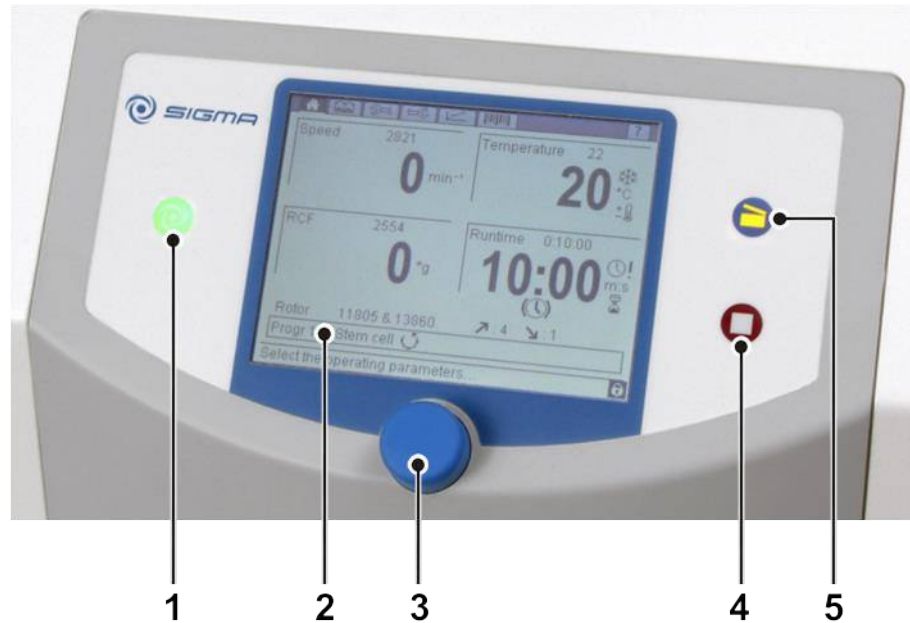 SIGMA
?
Speed 2821
0 min⁻¹
Temperature 22
20 °C
RCF 2554
0 *g
Runtime 0:10:00
10:00 m:s
Rotor 11805 & 13860 4 : 1
Progr Stem cell
Select the operating parameters...
1 2 3 4 5